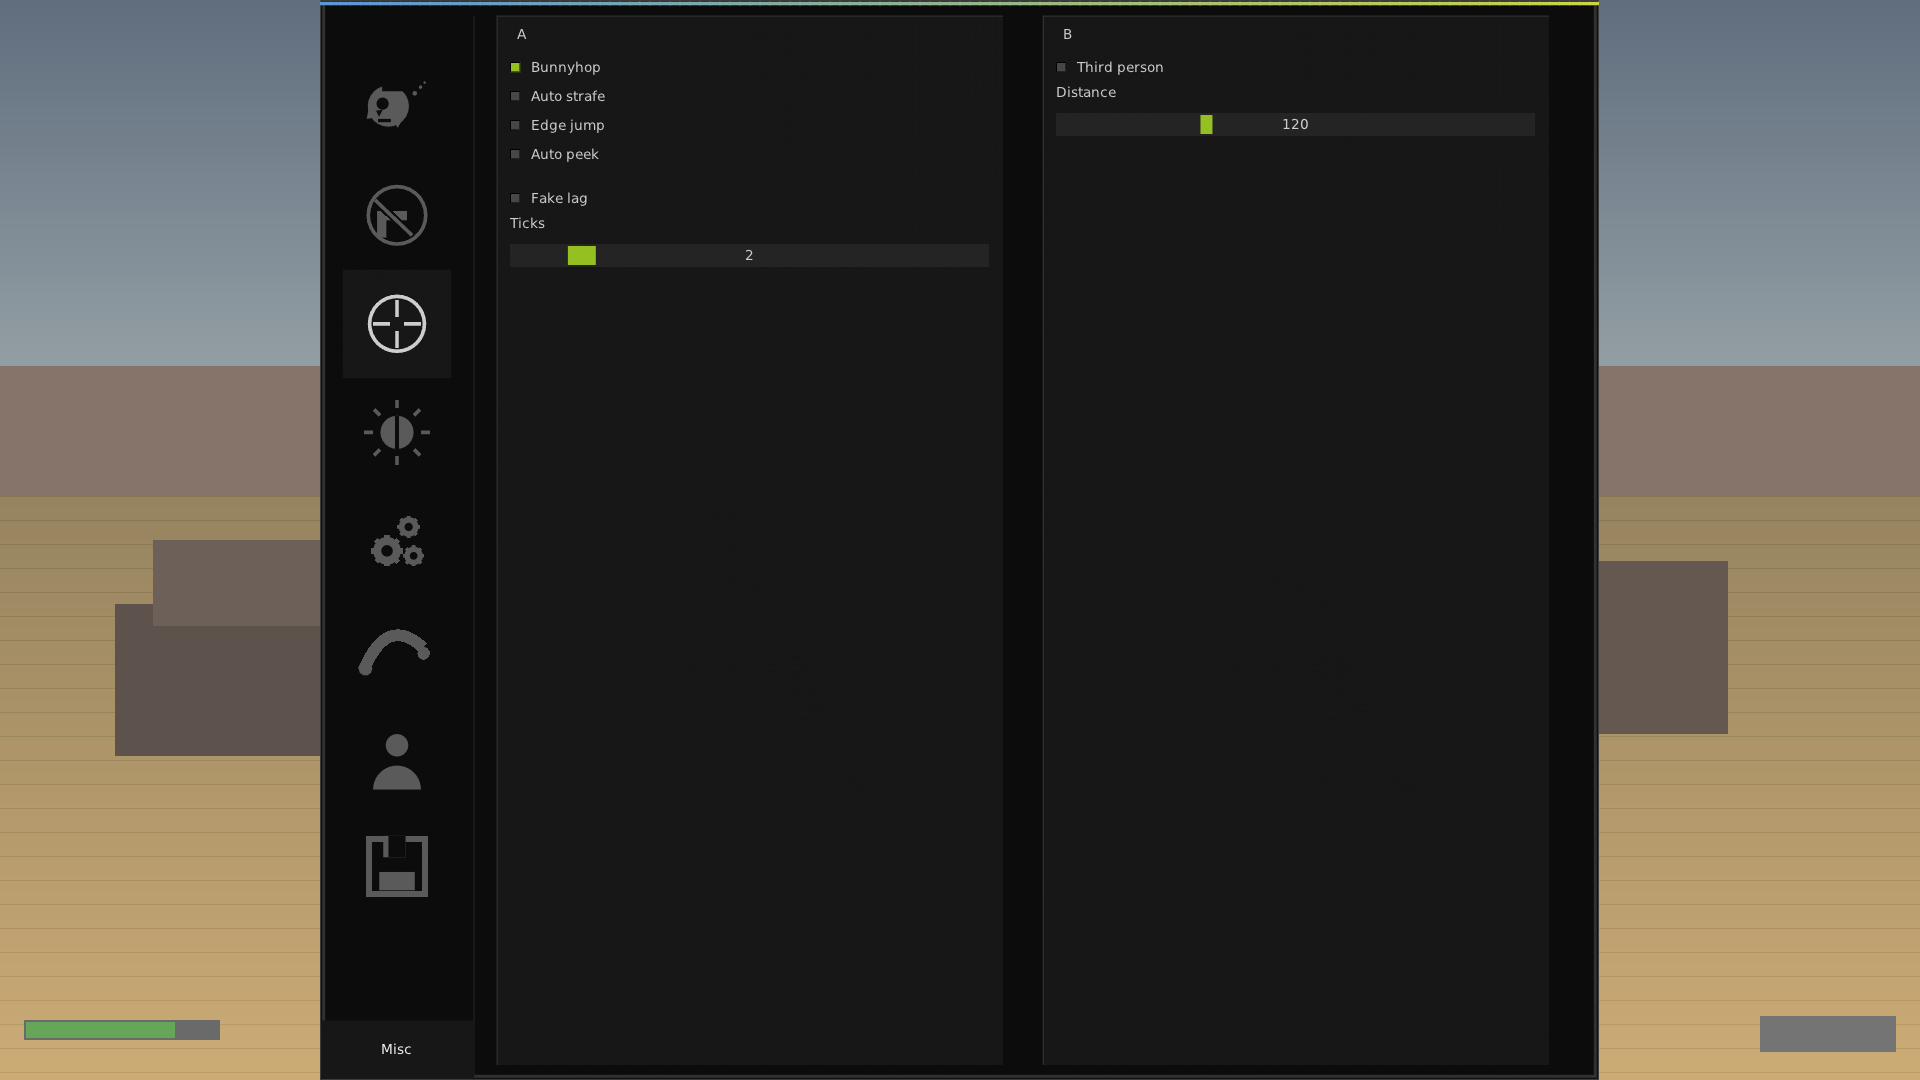 A
Bunnyhop
Auto strafe
Edge jump
Auto peek
Fake lag
Ticks
2
B
Third person
Distance
120
Misc